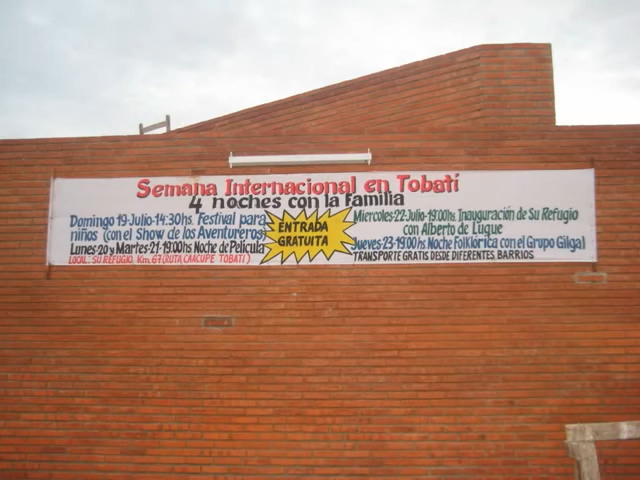 Semana Internacional en Tobatí
4 noches con la familia
Domingo 19-Julio-14:30hs. Festival para
niños (con el Show de los Aventureros)
Lunes-20 y Martes-21-19:00hs Noche de Película
LOCAL: SU REFUGIO, Km. 67 (RUTA CAACUPE TOBATÍ)
ENTRADA
GRATUITA
Miercoles-22-Julio-19:00hs. Inauguración de Su Refugio
con Alberto de Luque
Jueves-23-19:00hs Noche Folklórica con el Grupo Gilgal
TRANSPORTE GRATIS DESDE DIFERENTES BARRIOS